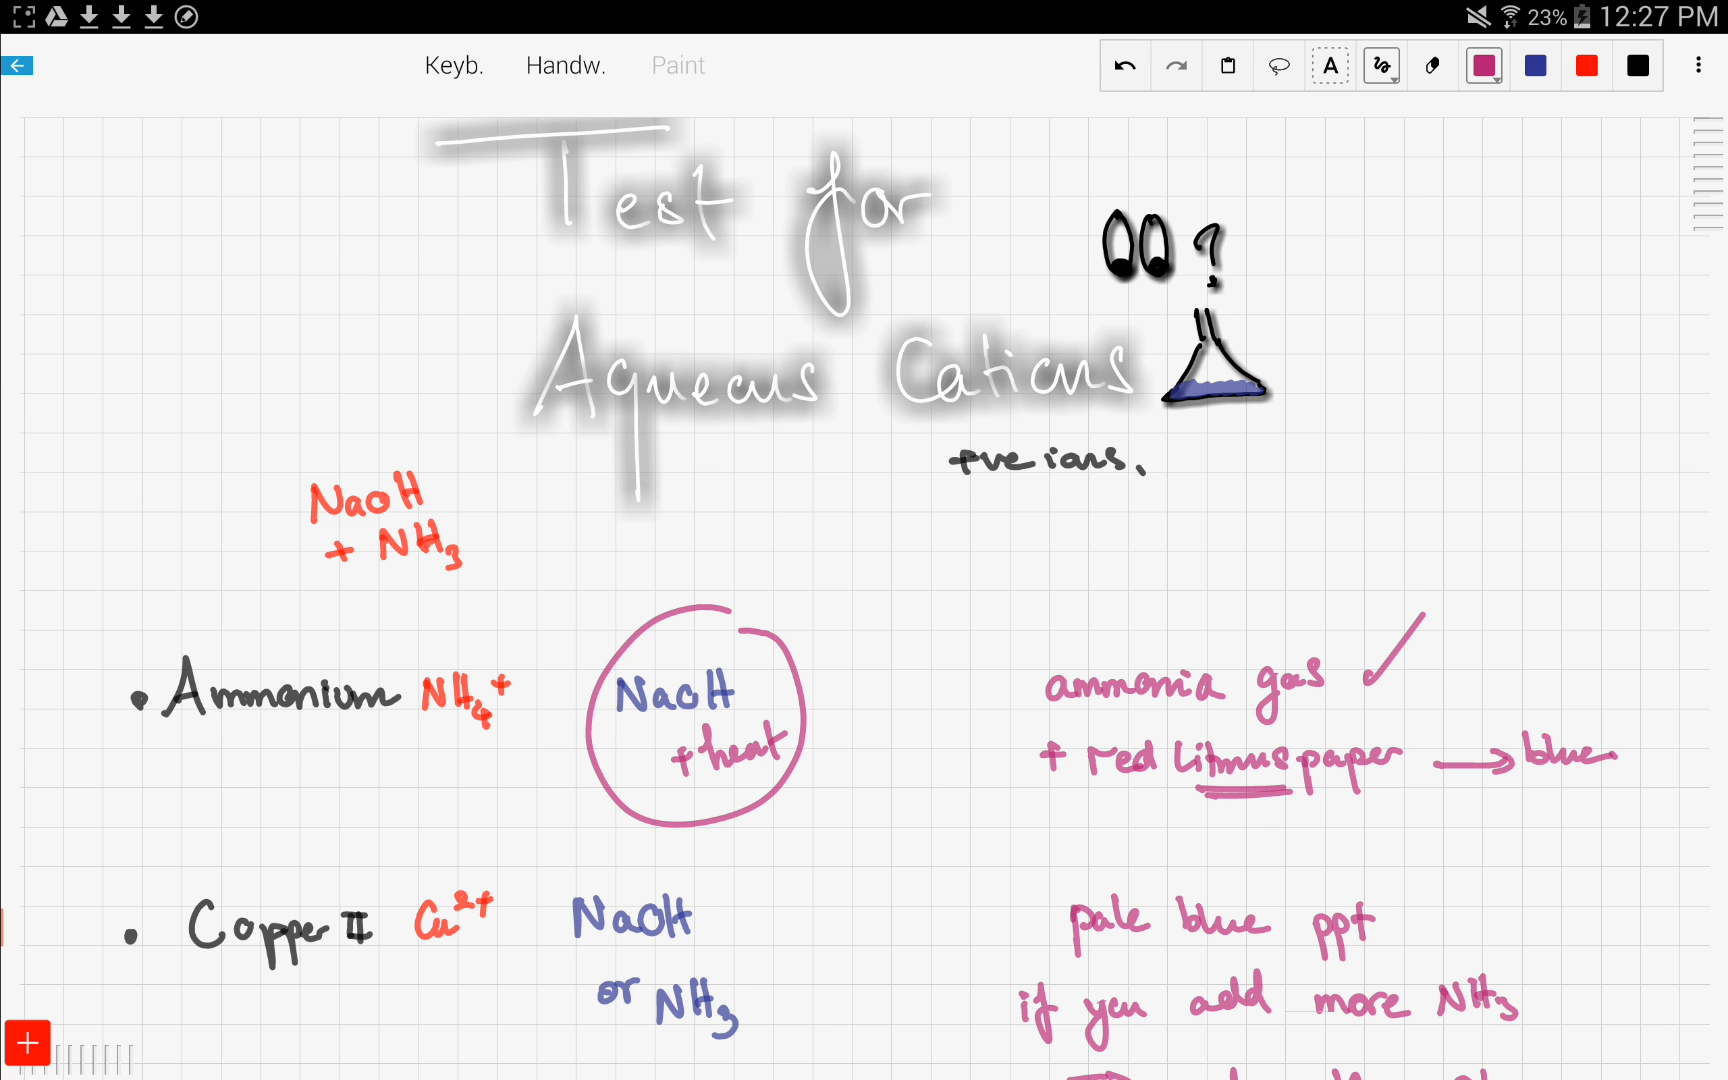 23% 12:27 PM
Keyb. Handw. Paint
A
Test for
?
Aqueous Cations
+ve ions.
NaOH
+ NH3
• Ammonium NH4+ NaOH ammonia gas ✓
+ heat + red litmus paper → blue
• Copper II Cu2+ NaOH pale blue ppt
or NH3 if you add more NH3